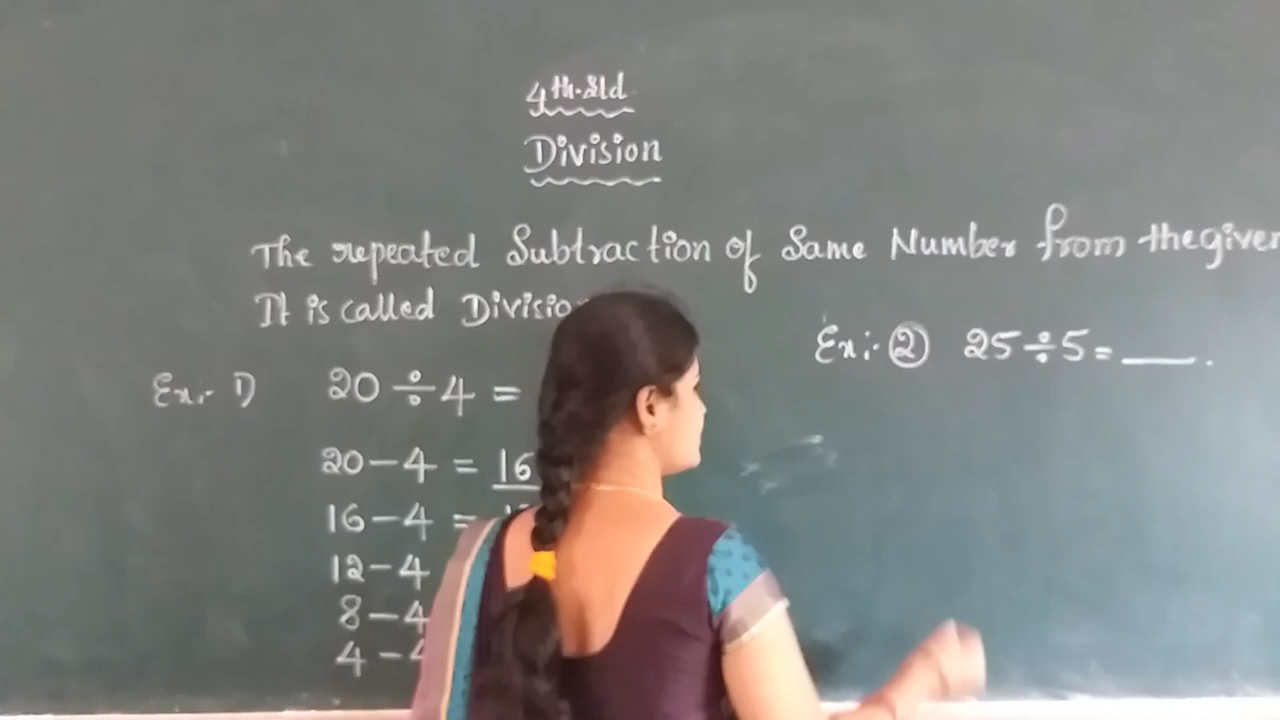 4th.Std
Division
The repeated Subtraction of Same Number from the given
It is called Division
Ex:- 1) 20 ÷ 4 =
20 - 4 = 16
16 - 4 =
12 - 4
8 - 4
4 - 4
Ex:- 2 25 ÷ 5 = ___.